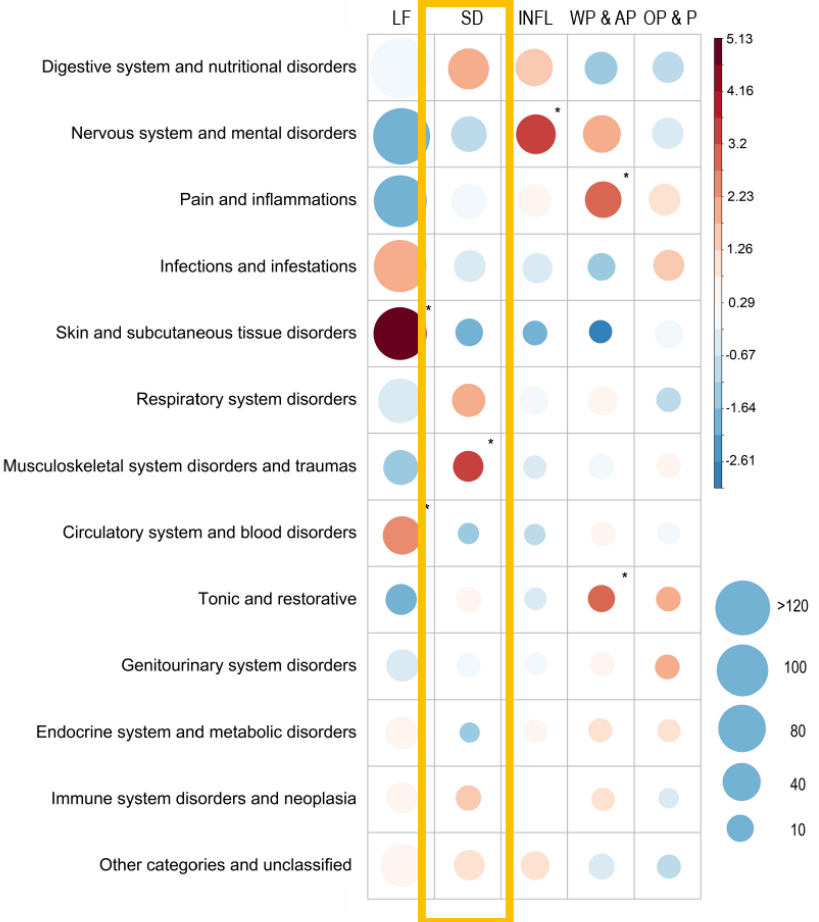 LF SD INFL WP & AP OP & P
Digestive system and nutritional disorders
Nervous system and mental disorders
*
Pain and inflammations
*
Infections and infestations
Skin and subcutaneous tissue disorders
*
Respiratory system disorders
Musculoskeletal system disorders and traumas
*
Circulatory system and blood disorders
*
Tonic and restorative
*
Genitourinary system disorders
Endocrine system and metabolic disorders
Immune system disorders and neoplasia
Other categories and unclassified
5.13
4.16
3.2
2.23
1.26
0.29
-0.67
-1.64
-2.61
>120
100
80
40
10